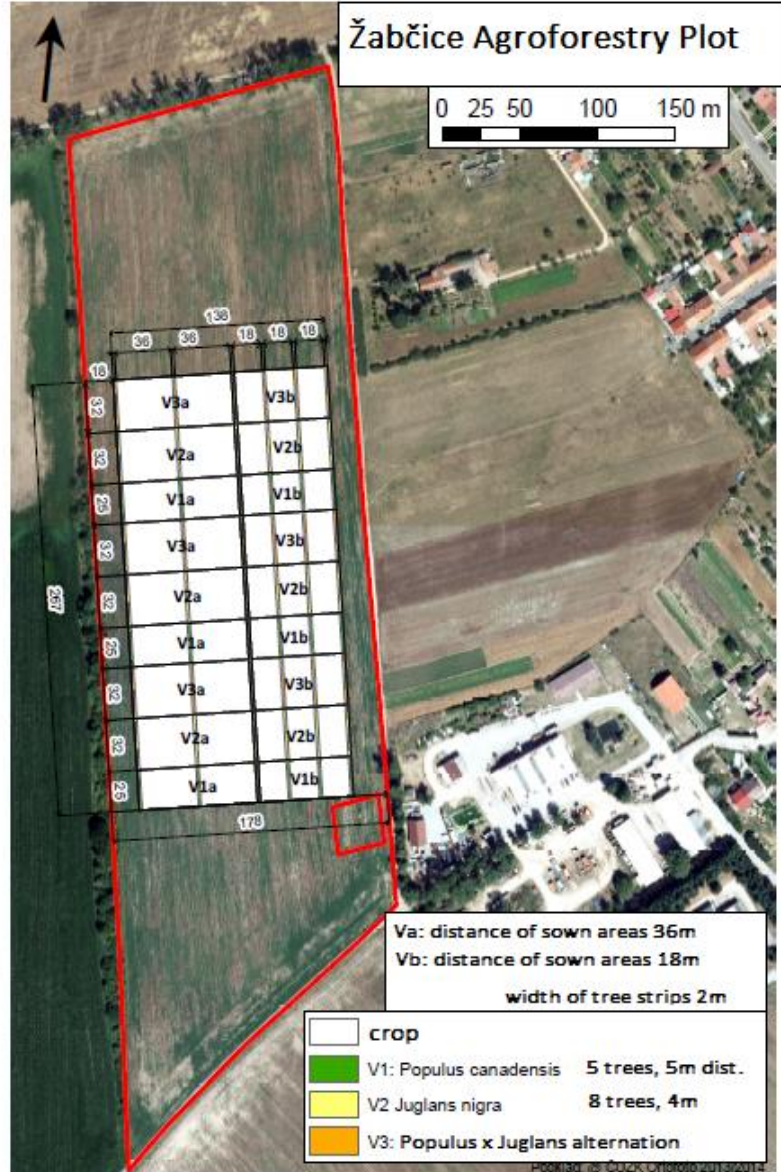 Žabčice Agroforestry Plot
0 25 50 100 150 m
138
36 36 18 18 18
18
32
V3a V3b
32
V2a V2b
25
V1a V1b
32
V3a V3b
267
32
V2a V2b
25
V1a V1b
32
V3a V3b
32
V2a V2b
25
V1a V1b
178
Va: distance of sown areas 36m
Vb: distance of sown areas 18m
width of tree strips 2m
crop
V1: Populus canadensis 5 trees, 5m dist.
V2 Juglans nigra 8 trees, 4m
V3: Populus x Juglans alternation